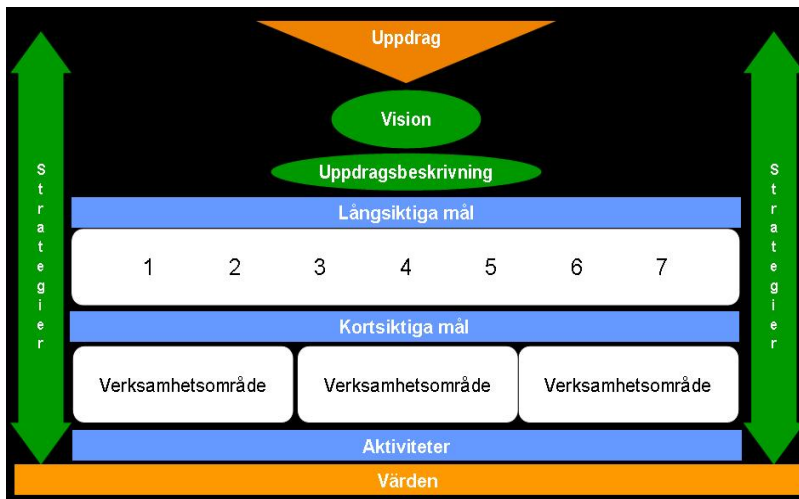 Uppdrag
Vision
Uppdragsbeskrivning
Strategier
Långsiktiga mål
1 2 3 4 5 6 7
Kortsiktiga mål
Verksamhetsområde Verksamhetsområde Verksamhetsområde
Aktiviteter
Strategier
Värden